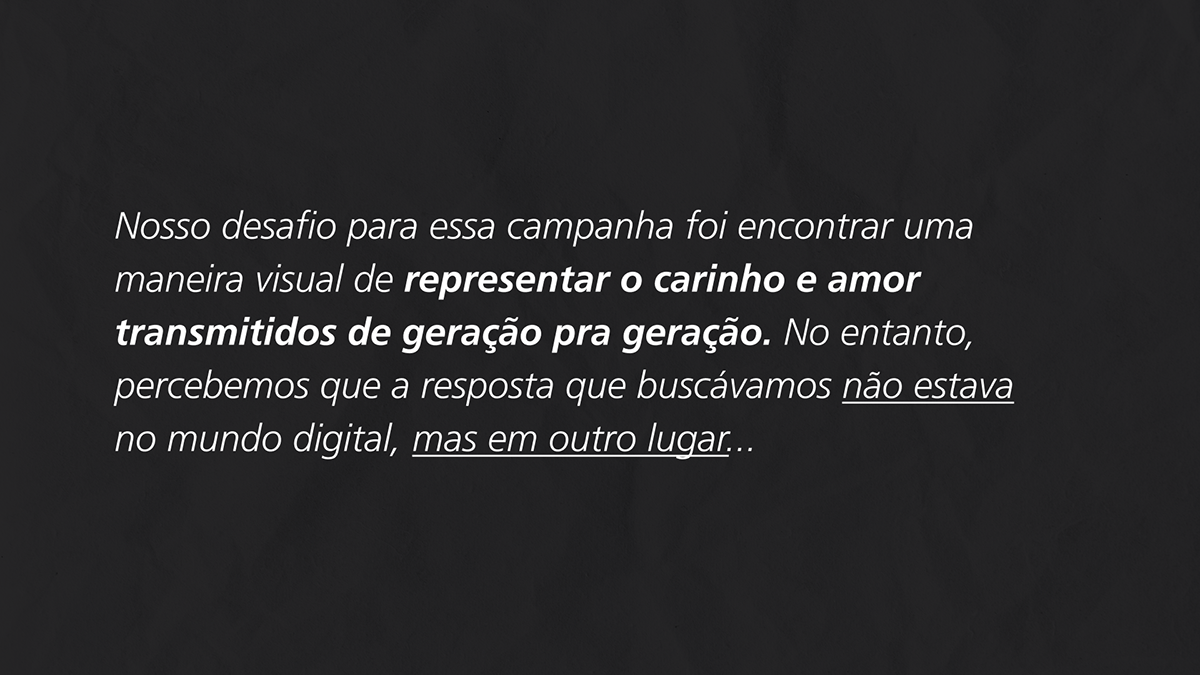 Nosso desafio para essa campanha foi encontrar uma
maneira visual de representar o carinho e amor
transmitidos de geração pra geração. No entanto,
percebemos que a resposta que buscávamos não estava
no mundo digital, mas em outro lugar...